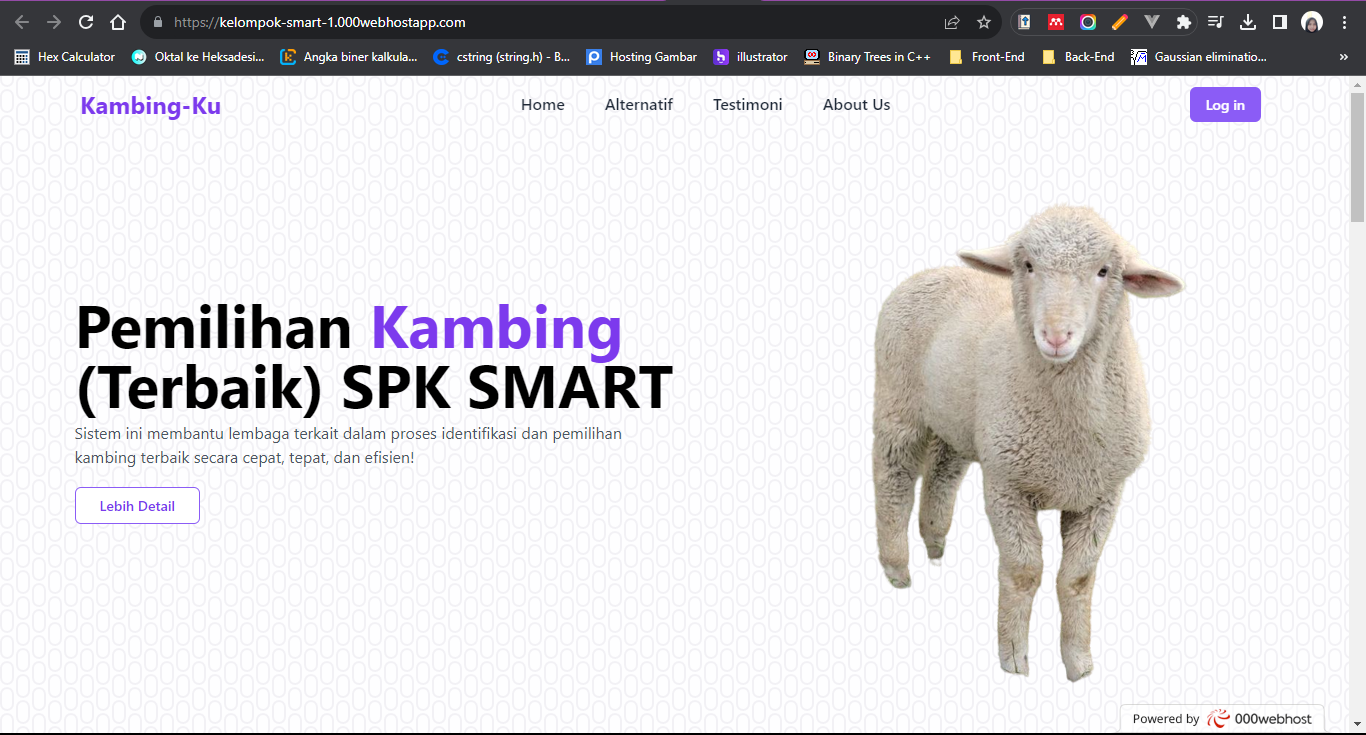 https://kelompok-smart-1.000webhostapp.com
Hex Calculator
Oktal ke Heksadesi...
Angka biner kalkula...
cstring (string.h) - B...
Hosting Gambar
illustrator
Binary Trees in C++
Front-End
Back-End
Gaussian eliminatio...
»
Kambing-Ku
Home
Alternatif
Testimoni
About Us
Log in
Pemilihan Kambing
(Terbaik) SPK SMART
Sistem ini membantu lembaga terkait dalam proses identifikasi dan pemilihan
kambing terbaik secara cepat, tepat, dan efisien!
Lebih Detail
Powered by 000webhost